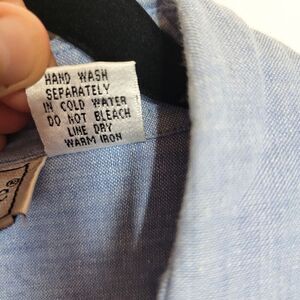 HAND WASH
SEPARATELY
IN COLD WATER
DO NOT BLEACH
LINE DRY
WARM IRON
®